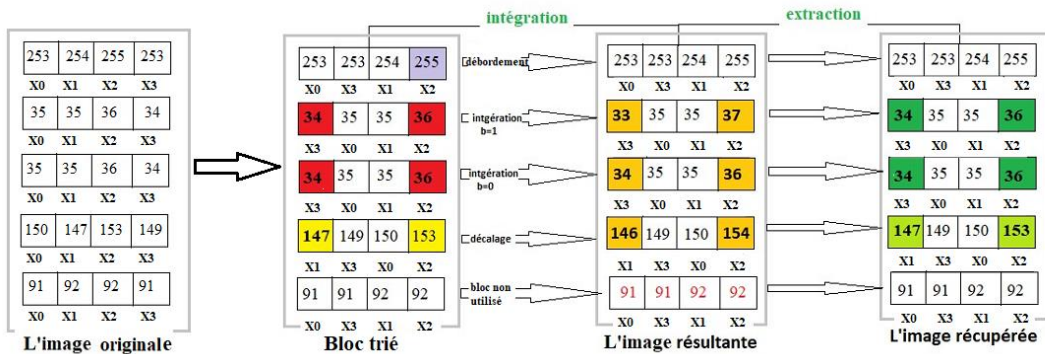 intégration
extraction
253 254 255 253
X0 X1 X2 X3
35 35 36 34
X0 X1 X2 X3
35 35 36 34
X0 X1 X2 X3
150 147 153 149
X0 X1 X2 X3
91 92 92 91
X0 X1 X2 X3
L'image originale
253 253 254 255
X0 X3 X1 X2
34 35 35 36
X3 X0 X1 X2
34 35 35 36
X3 X0 X1 X2
147 149 150 153
X1 X3 X0 X2
91 91 92 92
X0 X3 X1 X2
Bloc trié
débordement
intgération
b=1
intgération
b=0
décalage
bloc non
utilisé
253 253 254 255
X0 X3 X1 X2
33 35 35 37
X3 X0 X1 X2
34 35 35 36
X3 X0 X1 X2
146 149 150 154
X1 X3 X0 X2
91 91 92 92
X0 X3 X1 X2
L'image résultante
253 253 254 255
X0 X3 X1 X2
34 35 35 36
X3 X0 X1 X2
34 35 35 36
X3 X0 X1 X2
147 149 150 153
X1 X3 X0 X2
91 91 92 92
X0 X3 X1 X2
L'image récupérée